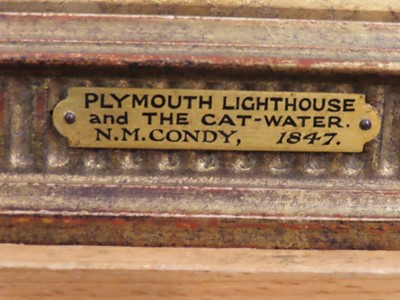 PLYMOUTH LIGHTHOUSE
and THE CAT-WATER.
N.M.CONDY, 1847.